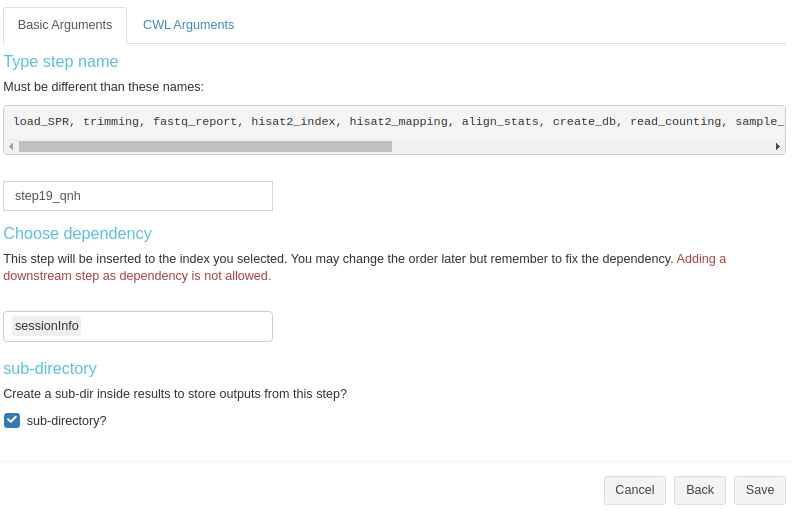 Basic Arguments CWL Arguments
Type step name
Must be different than these names:
load_SPR, trimming, fastq_report, hisat2_index, hisat2_mapping, align_stats, create_db, read_counting, sample_
step19_qnh
Choose dependency
This step will be inserted to the index you selected. You may change the order later but remember to fix the dependency. Adding a
downstream step as dependency is not allowed.
sessionInfo
sub-directory
Create a sub-dir inside results to store outputs from this step?
sub-directory?
Cancel Back Save